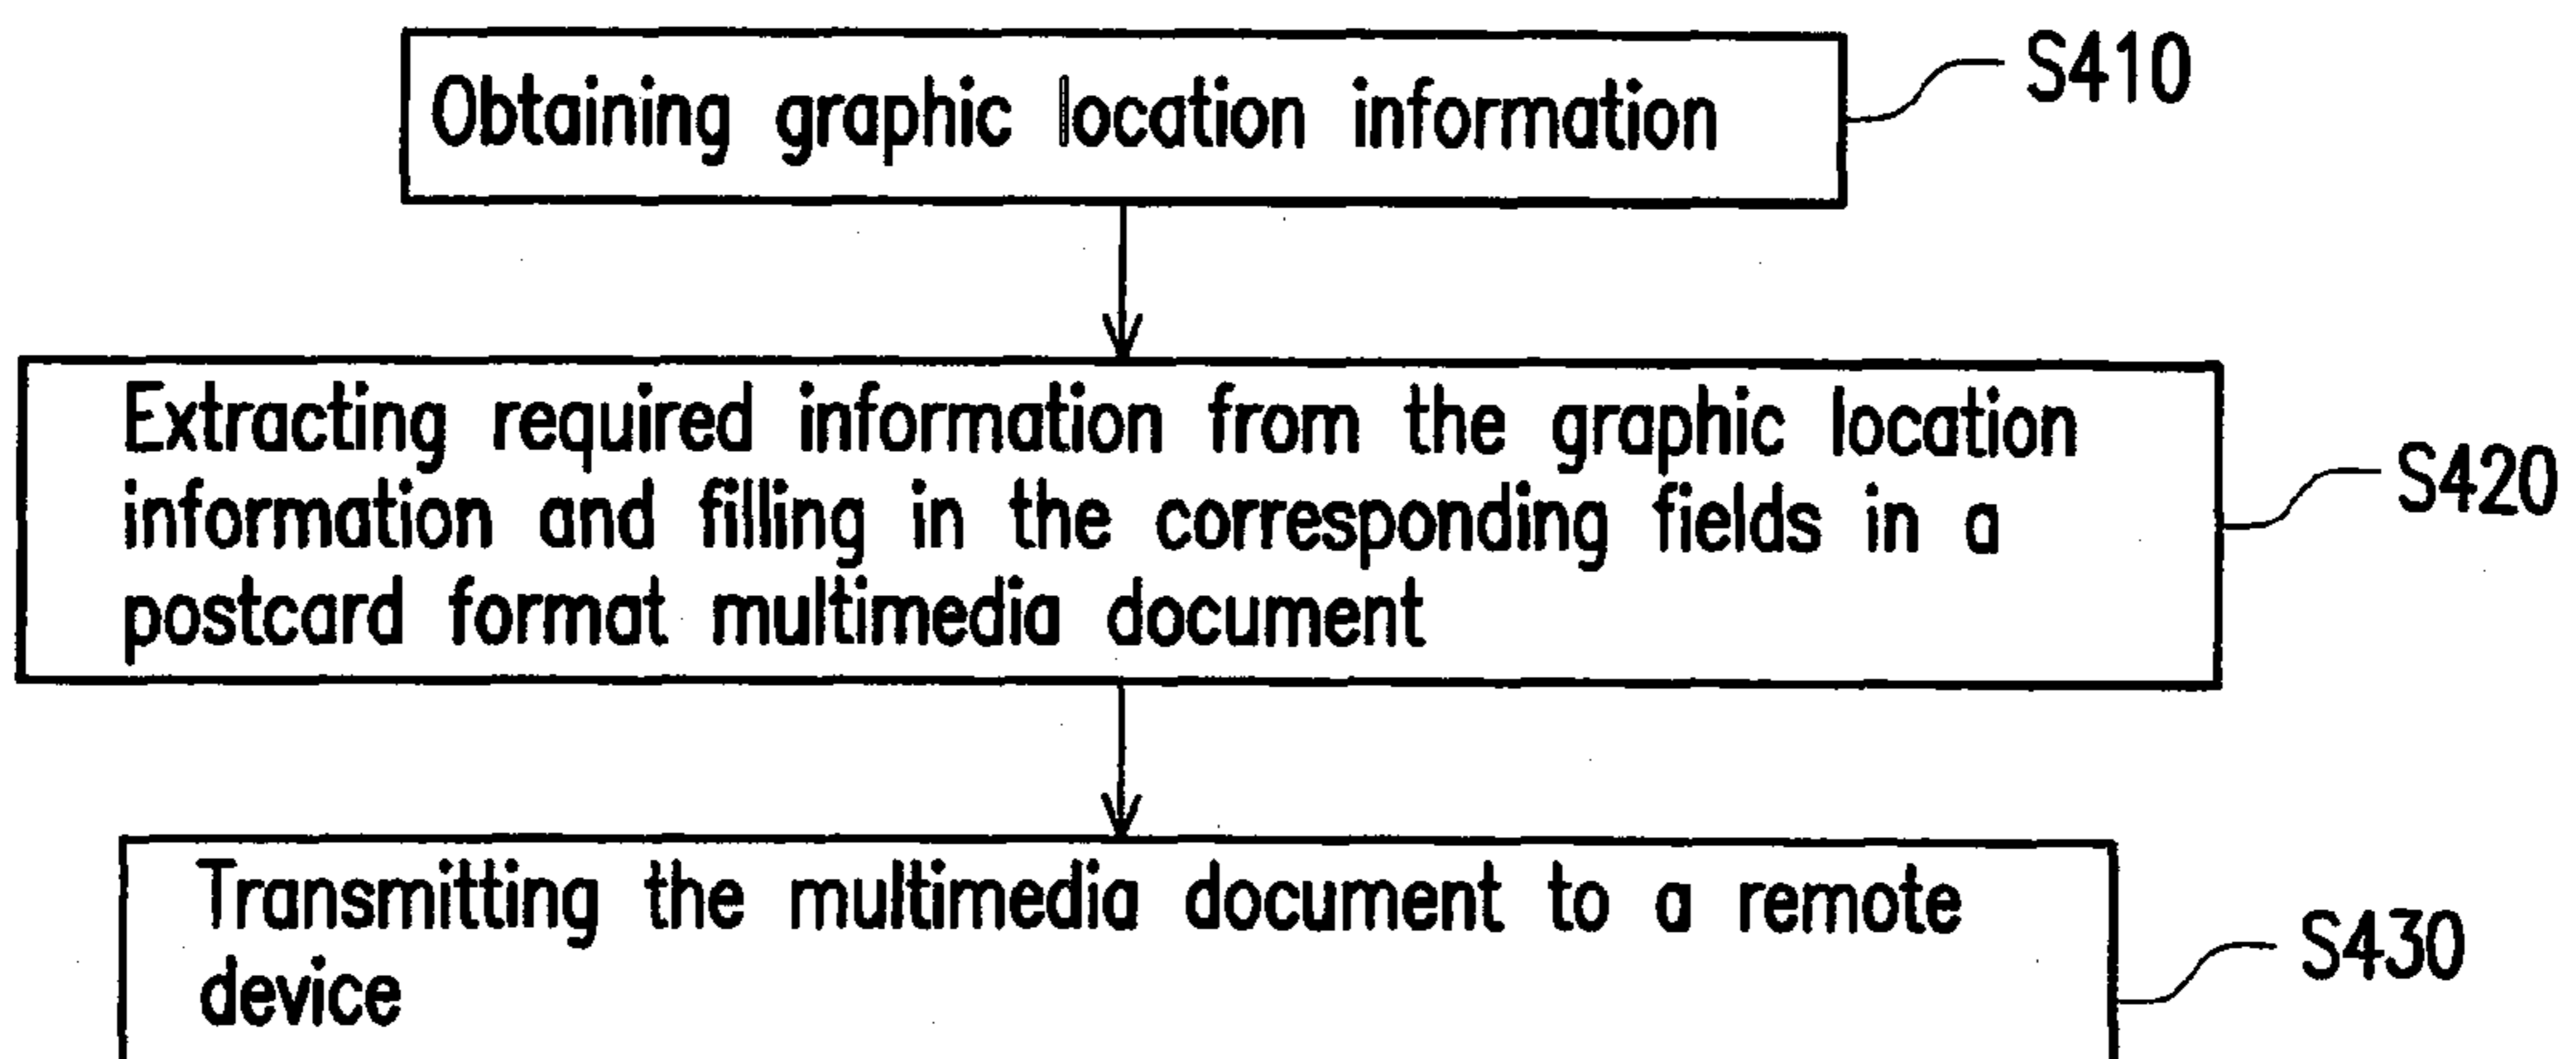 Obtaining graphic location information
S410
Extracting required information from the graphic location
information and filling in the corresponding fields in a
postcard format multimedia document
S420
Transmitting the multimedia document to a remote
device
S430